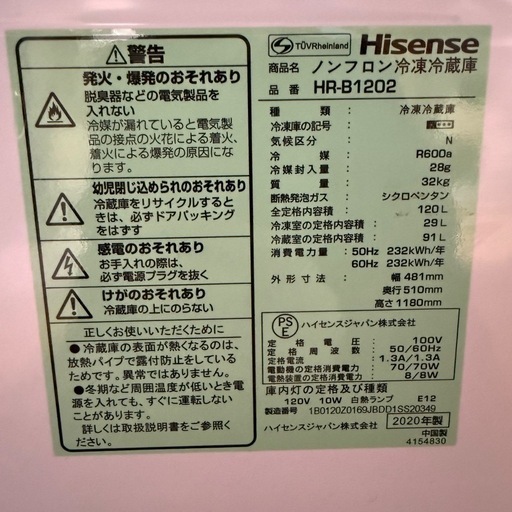 警告
発火・爆発のおそれあり
脱臭器などの電気製品を
入れない
冷媒が漏れていると電気製
品の接点の火花による着火、
着火により発火・爆発の原因にな
ります。
幼児閉じ込められのおそれあり
冷蔵庫をリサイクルすると
きは、必ずドアパッキング
をはずす
感電のおそれあり
お手入れの際は、
必ず電源プラグを抜く
けがのおそれあり
冷蔵庫の上にのらない
正しくお使いいただくために
●冷蔵庫の表面が熱くなるのは、
放熱パイプで露付防止をしている
ためです。異常ではありません。
●冬期など周囲温度が低いとき電
源を入れても、すぐに運転しない
ことがあります。
詳しくは取扱説明書をご参照くだ
さい。
TÜVRheinland
Hisense
商品名 ノンフロン冷凍冷蔵庫
品番 HR-B1202
種類: 冷凍冷蔵庫
冷凍庫の記号:
気候区分: N
冷媒: R600a
冷媒封入量: 28g
質量: 32kg
断熱発泡ガス: シクロペンタン
全定格内容積: 120L
冷凍室の定格内容積: 29L
冷蔵室の定格内容積: 91L
消費電力量: 50Hz 232kWh/年
60Hz 232kWh/年
外形寸法: 幅 481mm
奥行 510mm
高さ 1180mm
PS
E
ハイセンスジャパン株式会社
定格電圧: 100V
定格周波数: 50/60Hz
定格電流: 1.3A/1.3A
電動機の定格消費電力: 70/70W
電熱装置の定格消費電力: 8/8W
庫内灯の定格及び種類
120V 10W 白熱ランプ E12
製造番号 1B0120Z0169JBDD1SS20349
ハイセンスジャパン株式会社
2020年製
中国製
4154830